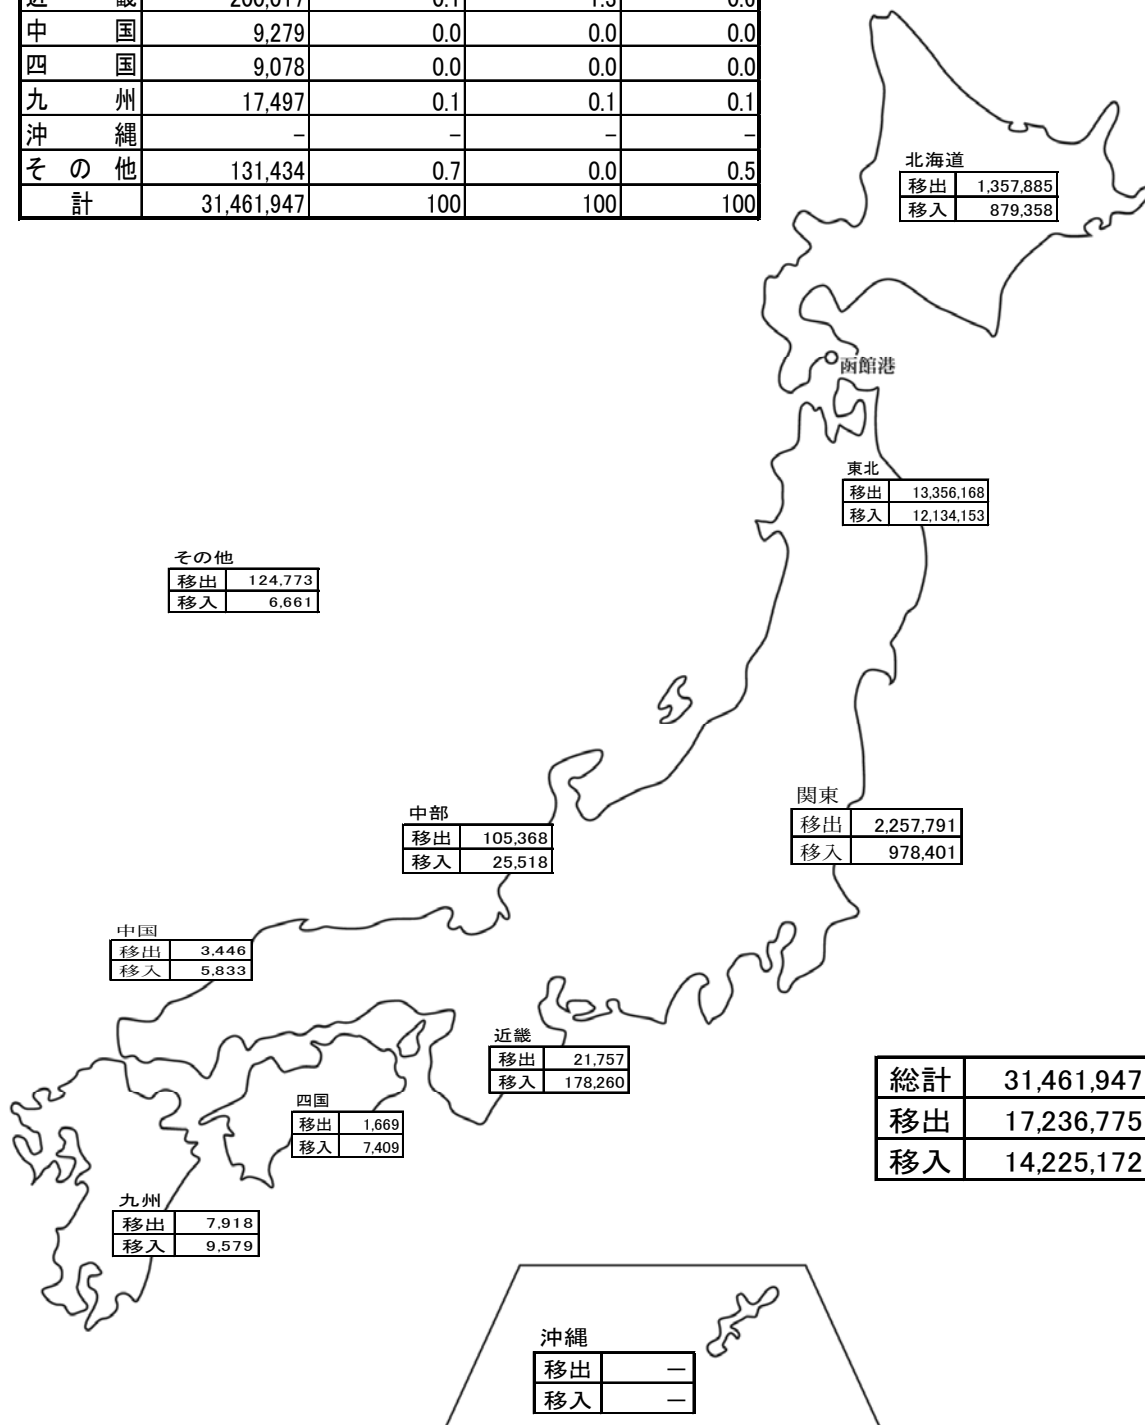 近畿 200,017 0.1 1.3 0.6
中国 9,279 0.0 0.0 0.0
四国 9,078 0.0 0.0 0.0
九州 17,497 0.1 0.1 0.1
沖縄 − − − −
その他 131,434 0.7 0.0 0.5
計 31,461,947 100 100 100
北海道
移出 1,357,885
移入 879,358
函館港
東北
移出 13,356,168
移入 12,134,153
その他
移出 124,773
移入 6,661
関東
移出 2,257,791
移入 978,401
中部
移出 105,368
移入 25,518
中国
移出 3,446
移入 5,833
近畿
移出 21,757
移入 178,260
総計 31,461,947
移出 17,236,775
移入 14,225,172
四国
移出 1,669
移入 7,409
九州
移出 7,918
移入 9,579
沖縄
移出 −
移入 −